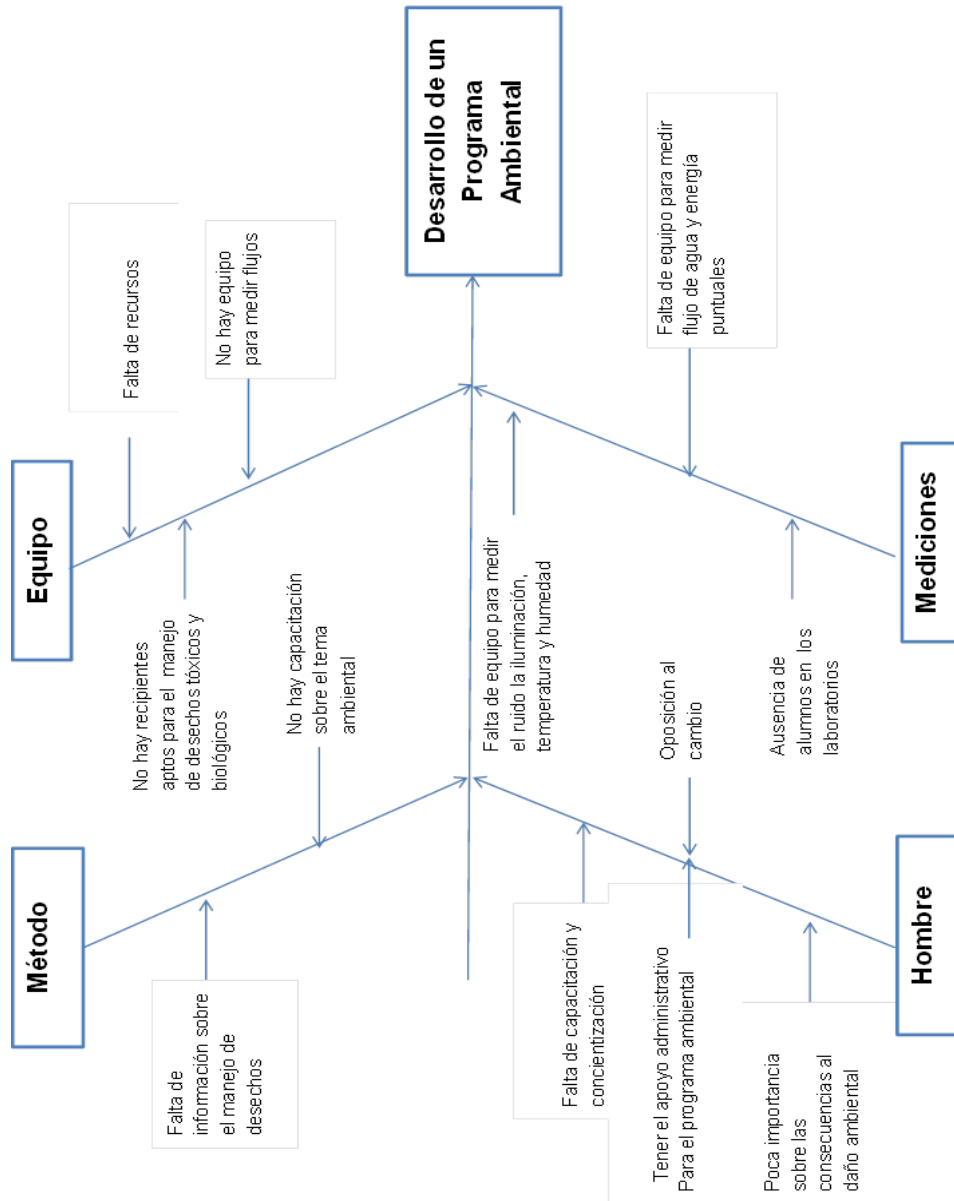 Método
Equipo
Falta de
información sobre
el manejo de
desechos
No hay capacitación
sobre el tema
ambiental
No hay recipientes
aptos para el manejo
de desechos tóxicos y
biológicos
Falta de recursos
No hay equipo
para medir flujos
Desarrollo de un
Programa
Ambiental
Falta de capacitación y
concientización
Tener el apoyo administrativo
Para el programa ambiental
Poca importancia
sobre las
consecuencias al
daño ambiental
Oposición al
cambio
Falta de equipo para medir
el ruido la iluminación,
temperatura y humedad
Ausencia de
alumnos en los
laboratorios
Falta de equipo para medir
flujo de agua y energía
puntuales
Hombre
Mediciones